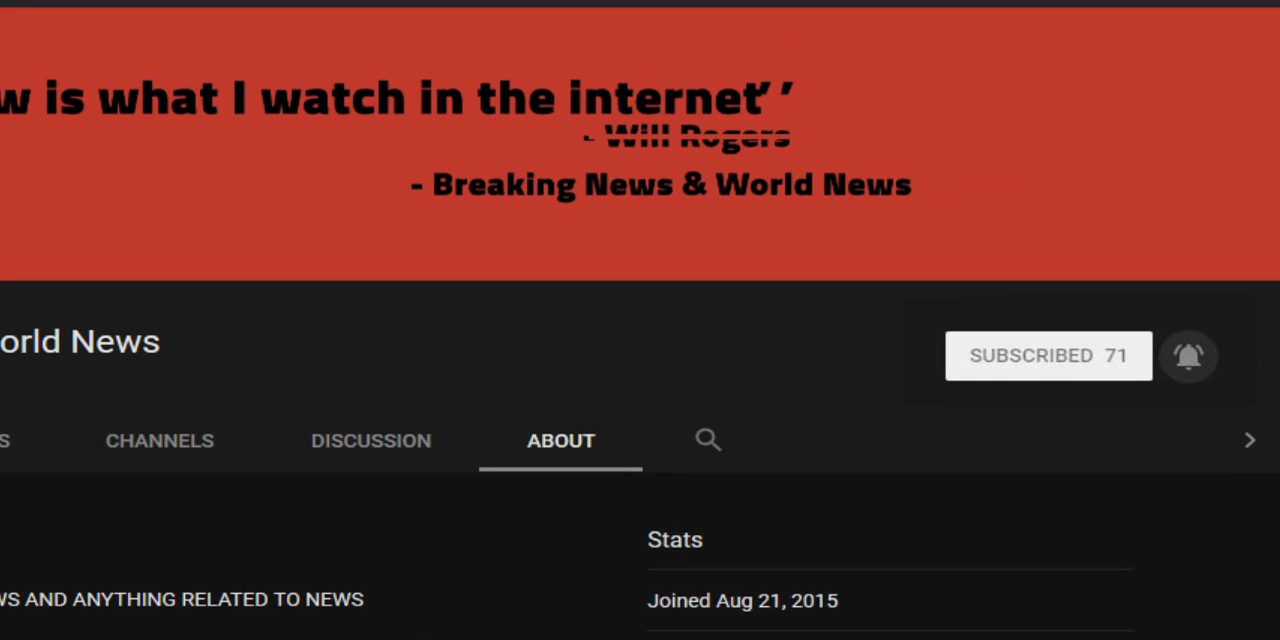 w is what I watch in the internet’’
- Will Rogers
- Breaking News & World News
orld News
SUBSCRIBED 71
S CHANNELS DISCUSSION ABOUT
Stats
WS AND ANYTHING RELATED TO NEWS
Joined Aug 21, 2015